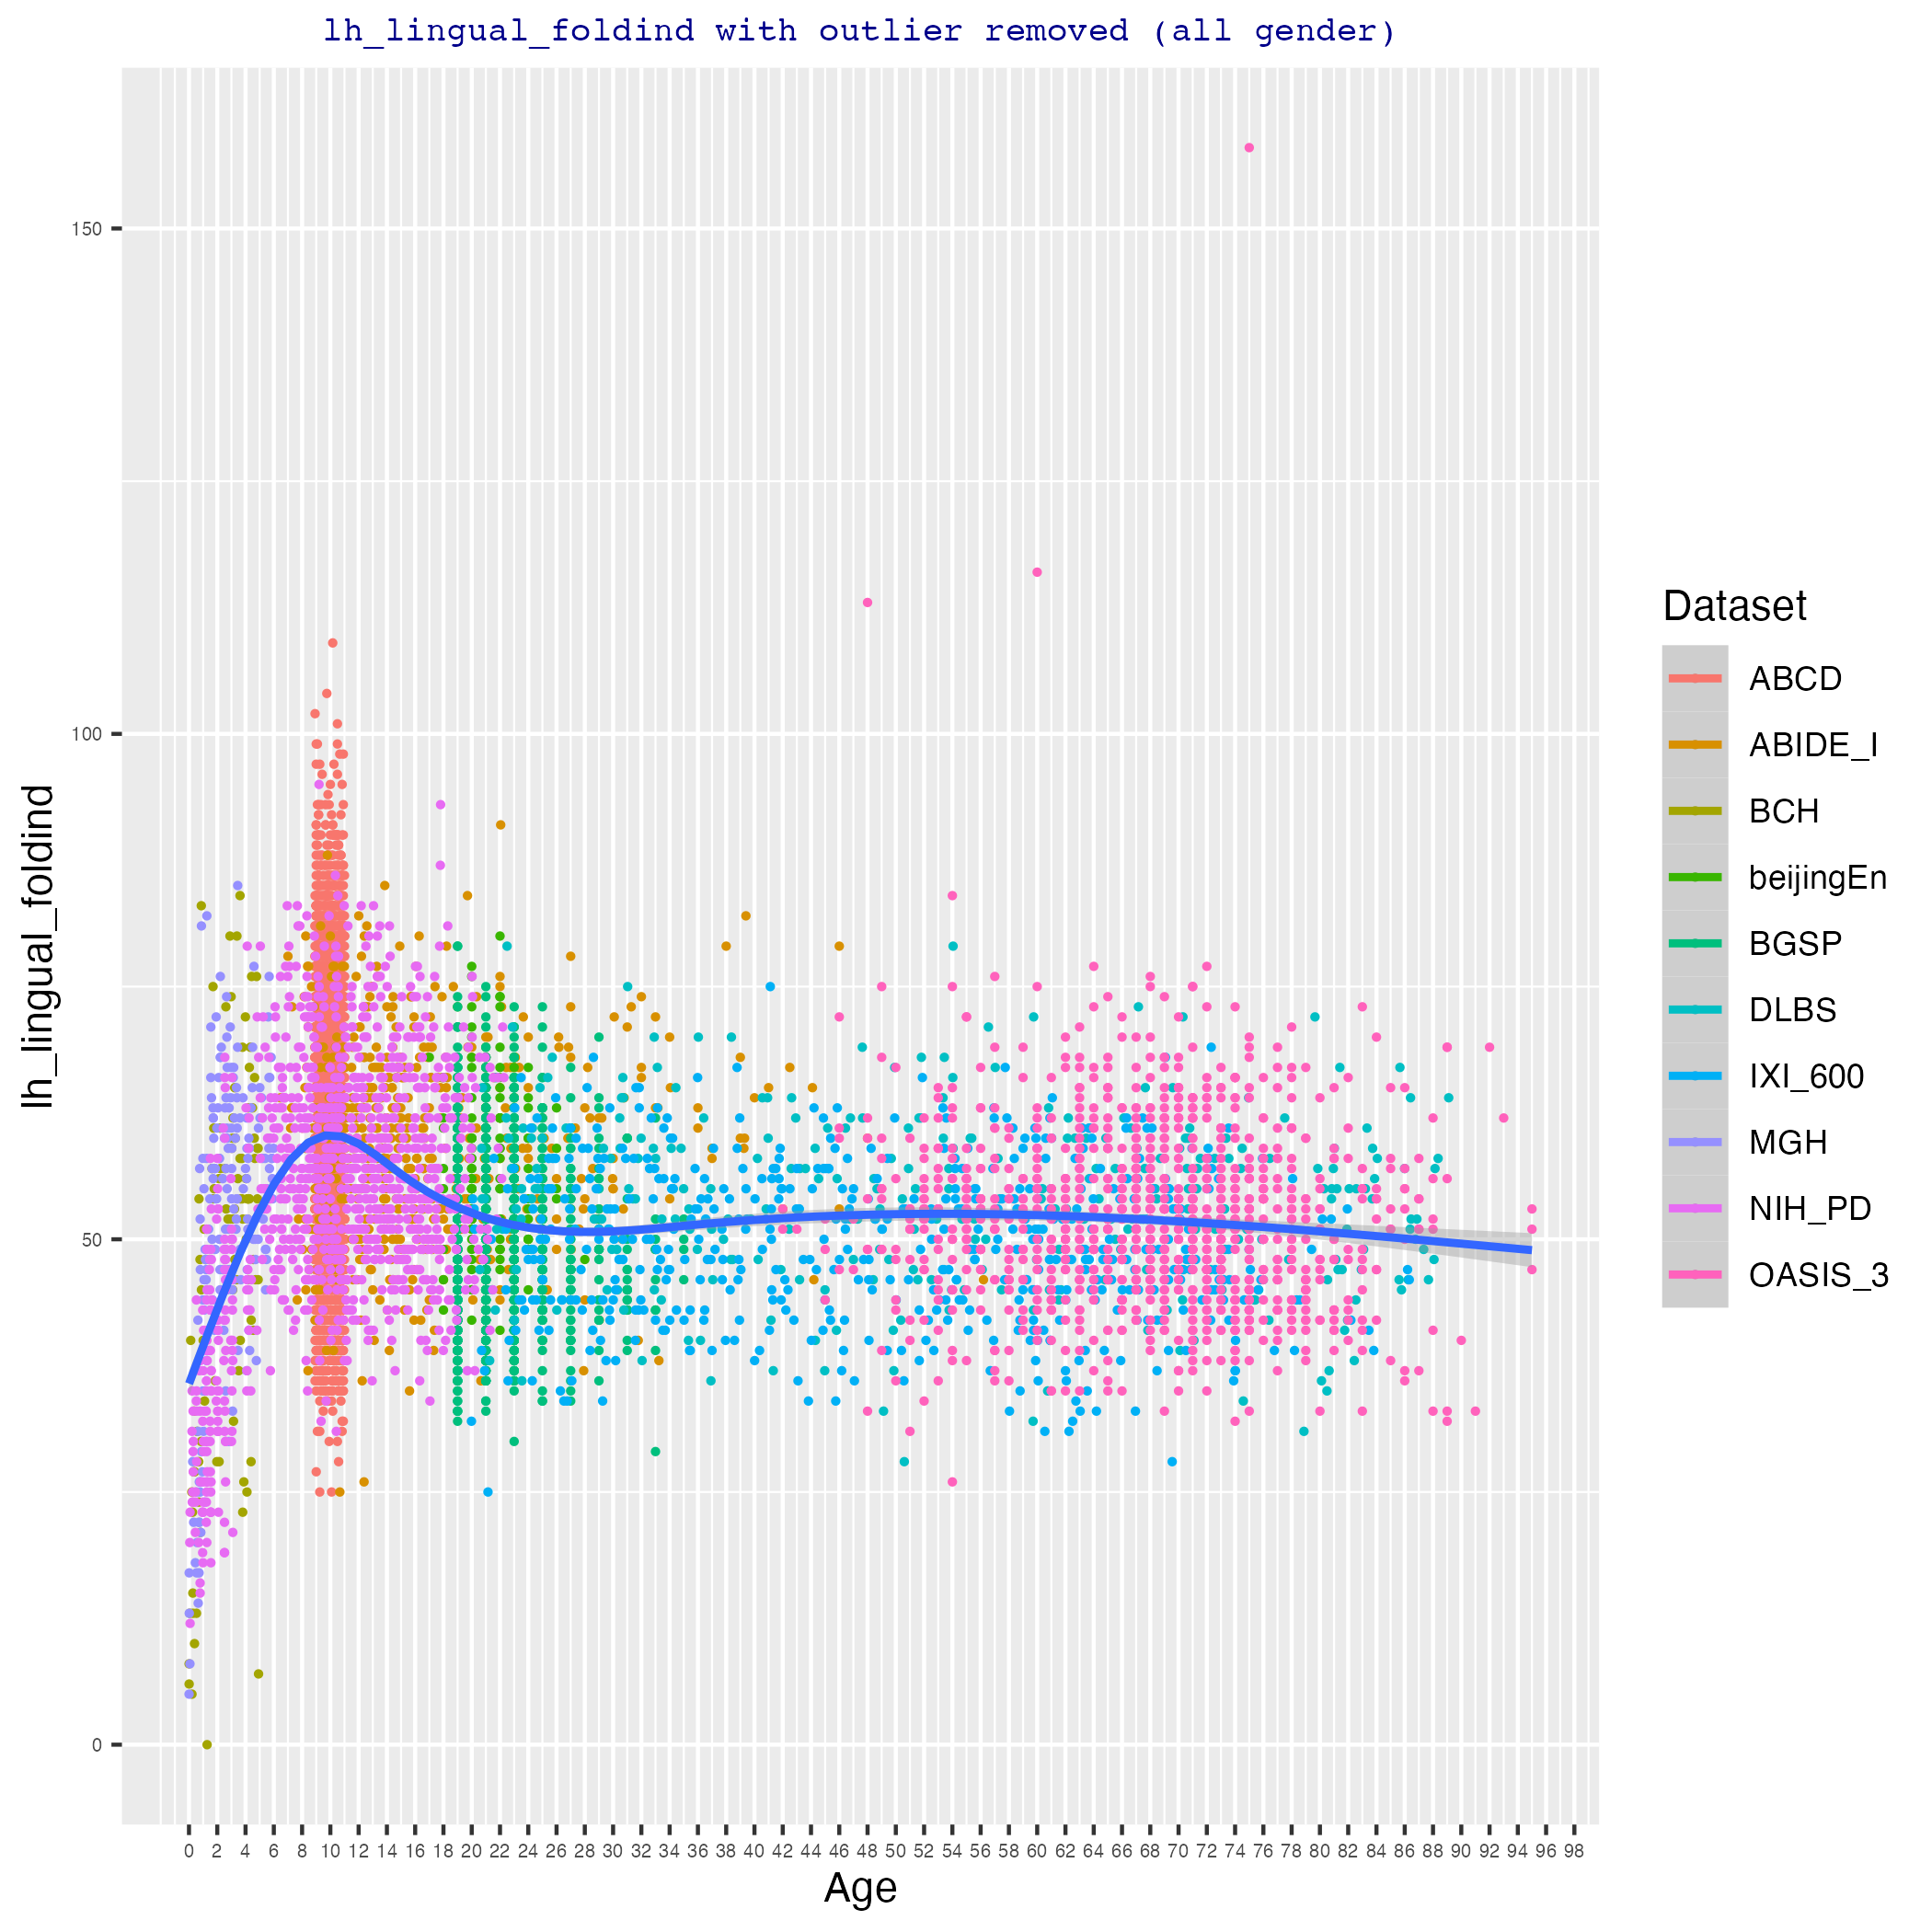 lh_lingual_foldind with outlier removed (all gender)
lh_lingual_foldind
150
100
50
0
0 2 4 6 8 10 12 14 16 18 20 22 24 26 28 30 32 34 36 38 40 42 44 46 48 50 52 54 56 58 60 62 64 66 68 70 72 74 76 78 80 82 84 86 88 90 92 94 96 98
Age
Dataset
ABCD
ABIDE_I
BCH
beijingEn
BGSP
DLBS
IXI_600
MGH
NIH_PD
OASIS_3